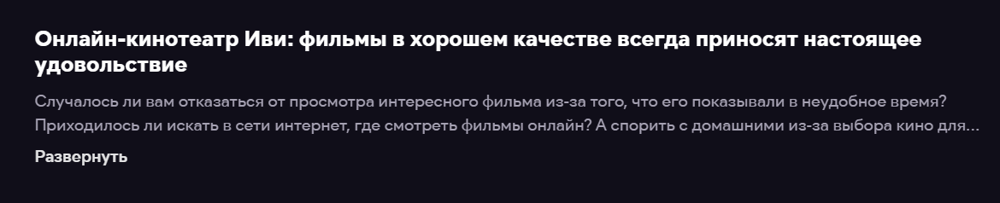 Онлайн-кинотеатр Иви: фильмы в хорошем качестве всегда приносят настоящее
удовольствие
Случалось ли вам отказаться от просмотра интересного фильма из-за того, что его показывали в неудобное время?
Приходилось ли искать в сети интернет, где смотреть фильмы онлайн? А спорить с домашними из-за выбора кино для...
Развернуть